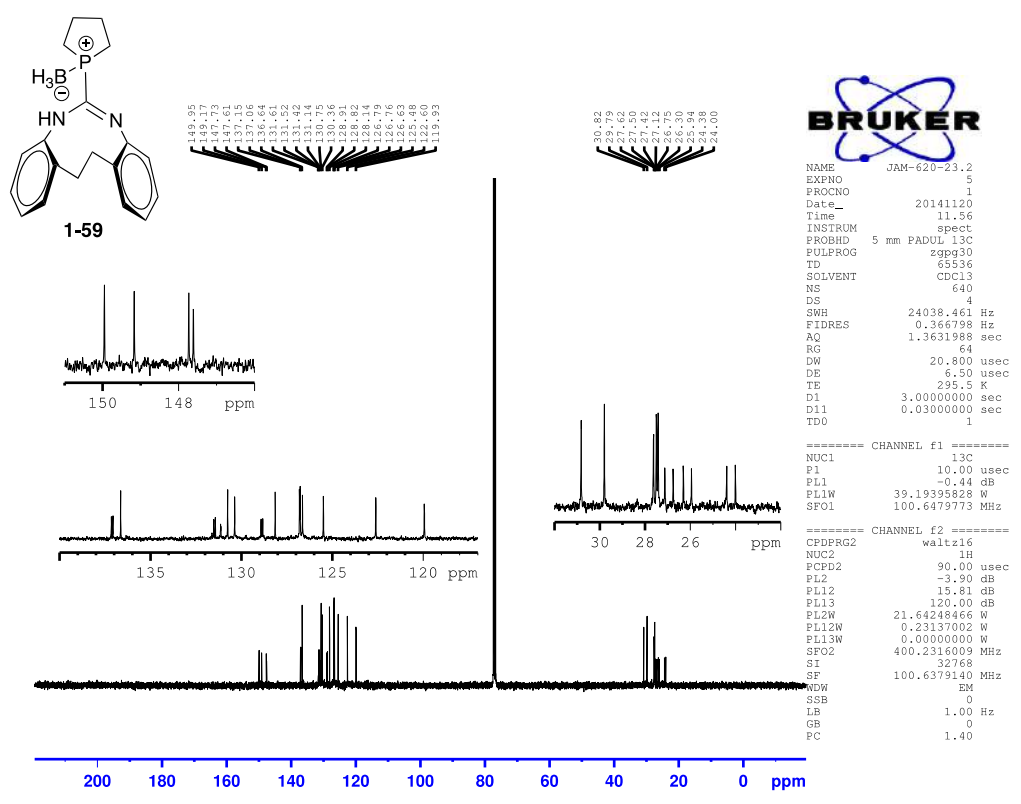 ⊕
P
H3B
⊖
HN
N
1-59
149.95
149.17
147.73
147.61
137.15
137.06
136.64
131.61
131.52
131.42
131.14
130.75
130.36
128.91
128.82
128.14
126.79
126.76
126.63
125.48
122.60
119.93
30.82
29.79
27.62
27.50
27.42
27.12
26.75
26.30
25.94
24.38
24.00
BRUKER
NAME JAM-620-23.2
EXPNO 5
PROCNO 1
Date_ 20141120
Time 11.56
INSTRUM spect
PROBHD 5 mm PADUL 13C
PULPROG zgpg30
TD 65536
SOLVENT CDCl3
NS 640
DS 4
SWH 24038.461 Hz
FIDRES 0.366798 Hz
AQ 1.3631988 sec
RG 64
DW 20.800 usec
DE 6.50 usec
TE 295.5 K
D1 3.00000000 sec
D11 0.03000000 sec
TD0 1
======== CHANNEL f1 ========
NUC1 13C
P1 10.00 usec
PL1 -0.44 dB
PL1W 39.19395828 W
SFO1 100.6479773 MHz
======== CHANNEL f2 ========
CPDPRG2 waltz16
NUC2 1H
PCPD2 90.00 usec
PL2 -3.90 dB
PL12 15.81 dB
PL13 120.00 dB
PL2W 21.64248466 W
PL12W 0.23137002 W
PL13W 0.00000000 W
SFO2 400.2316009 MHz
SI 32768
SF 100.6379140 MHz
WDW EM
SSB 0
LB 1.00 Hz
GB 0
PC 1.40
150 148 ppm
135 130 125 120 ppm
30 28 26 ppm
200 180 160 140 120 100 80 60 40 20 0 ppm